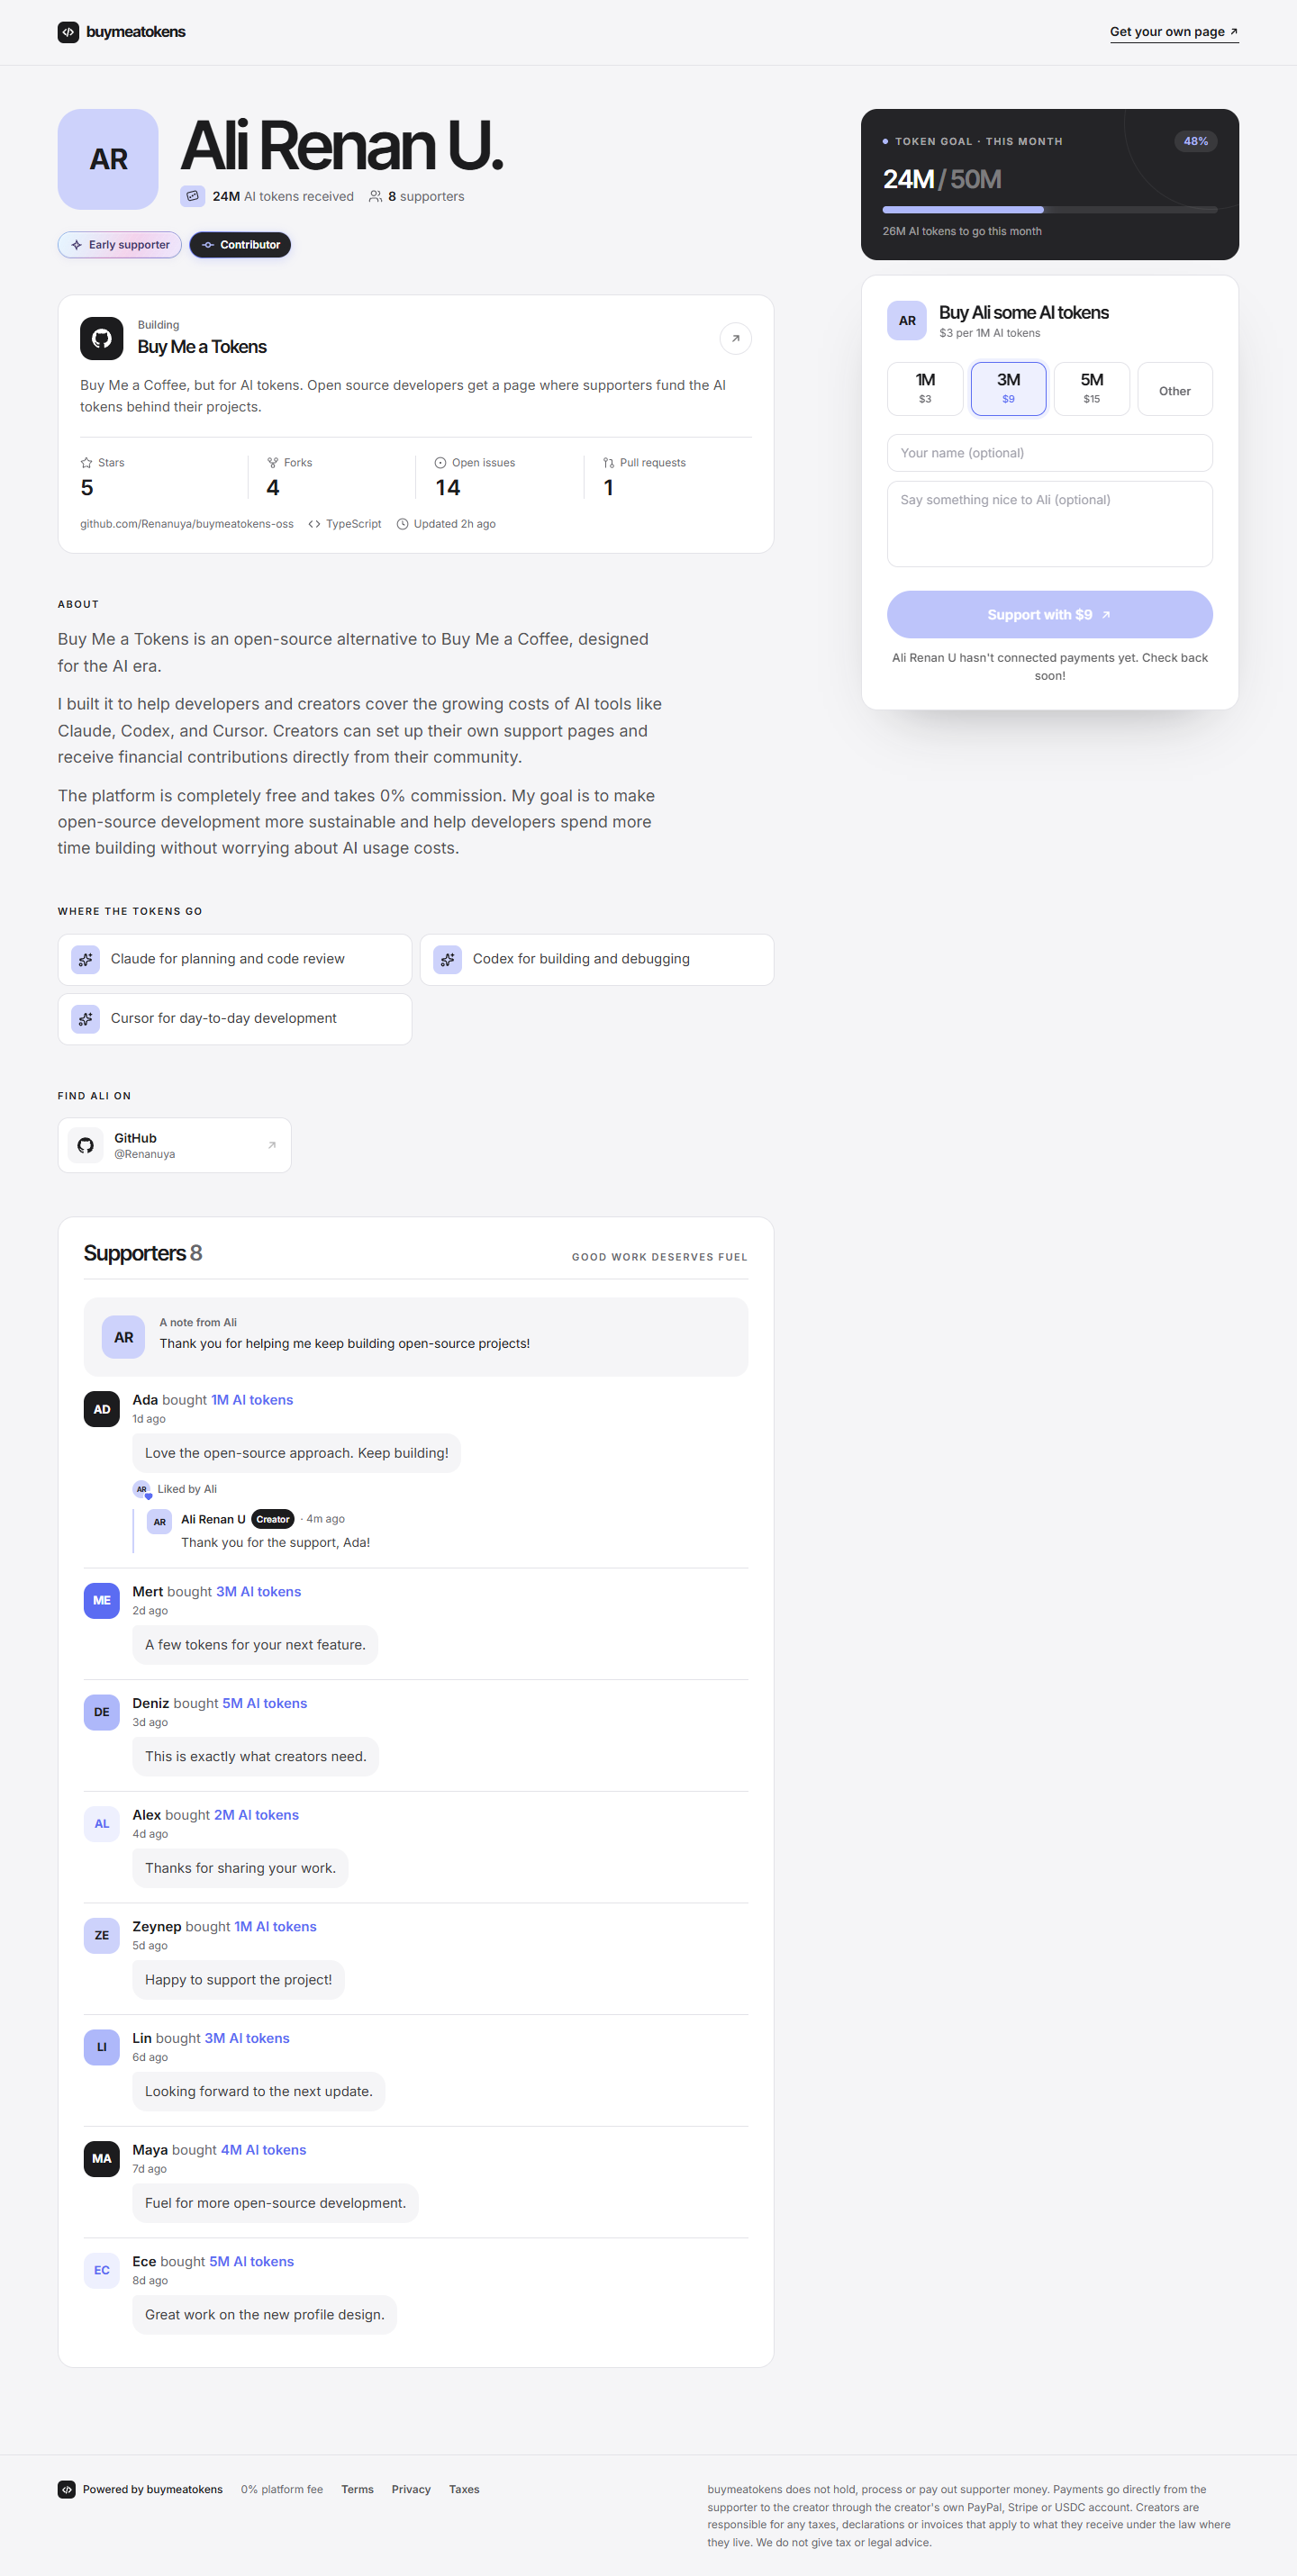 buymeatokens
Get your own page
AR
Ali Renan U.
24M AI tokens received
8 supporters
Early supporter
Contributor
Building
Buy Me a Tokens
Buy Me a Coffee, but for AI tokens. Open source developers get a page where supporters fund the AI
tokens behind their projects.
Stars
5
Forks
4
Open issues
14
Pull requests
1
github.com/Renanuya/buymeatokens-oss
TypeScript
Updated 2h ago
ABOUT
Buy Me a Tokens is an open-source alternative to Buy Me a Coffee, designed
for the AI era.
I built it to help developers and creators cover the growing costs of AI tools like
Claude, Codex, and Cursor. Creators can set up their own support pages and
receive financial contributions directly from their community.
The platform is completely free and takes 0% commission. My goal is to make
open-source development more sustainable and help developers spend more
time building without worrying about AI usage costs.
WHERE THE TOKENS GO
Claude for planning and code review
Codex for building and debugging
Cursor for day-to-day development
FIND ALI ON
GitHub
@Renanuya
Supporters 8
GOOD WORK DESERVES FUEL
AR
A note from Ali
Thank you for helping me keep building open-source projects!
AD
Ada bought 1M AI tokens
1d ago
Love the open-source approach. Keep building!
AR
Liked by Ali
AR
Ali Renan U Creator · 4m ago
Thank you for the support, Ada!
ME
Mert bought 3M AI tokens
2d ago
A few tokens for your next feature.
DE
Deniz bought 5M AI tokens
3d ago
This is exactly what creators need.
AL
Alex bought 2M AI tokens
4d ago
Thanks for sharing your work.
ZE
Zeynep bought 1M AI tokens
5d ago
Happy to support the project!
LI
Lin bought 3M AI tokens
6d ago
Looking forward to the next update.
MA
Maya bought 4M AI tokens
7d ago
Fuel for more open-source development.
EC
Ece bought 5M AI tokens
8d ago
Great work on the new profile design.
TOKEN GOAL · THIS MONTH
48%
24M / 50M
26M AI tokens to go this month
AR
Buy Ali some AI tokens
$3 per 1M AI tokens
1M
$3
3M
$9
5M
$15
Other
Your name (optional)
Say something nice to Ali (optional)
Support with $9
Ali Renan U hasn't connected payments yet. Check back
soon!
Powered by buymeatokens
0% platform fee
Terms
Privacy
Taxes
buymeatokens does not hold, process or pay out supporter money. Payments go directly from the
supporter to the creator through the creator's own PayPal, Stripe or USDC account. Creators are
responsible for any taxes, declarations or invoices that apply to what they receive under the law where
they live. We do not give tax or legal advice.